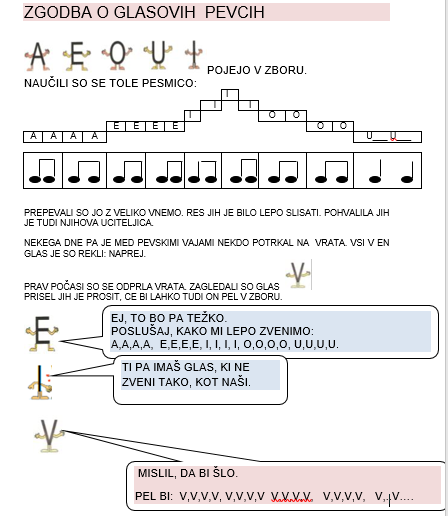 ZGODBA O GLASOVIH PEVCIH
A E O U I POJEJO V ZBORU.
NAUČILI SO SE TOLE PESMICO:
I
I I
I O O
E E E E O O
A A A A U___U___
PREPEVALI SO JO Z VELIKO VNEMO. RES JIH JE BILO LEPO SLISATI. POHVALILA JIH
JE TUDI NJIHOVA UCITELJICA.
NEKEGA DNE PA JE MED PEVSKIMI VAJAMI NEKDO POTRKAL NA VRATA. VSI V EN
GLAS JE SO REKLI: NAPREJ.
PRAV POČASI SO SE ODPRLA VRATA. ZAGLEDALI SO GLAS V
PRISEL JIH JE PROSIT, CE BI LAHKO TUDI ON PEL V ZBORU.
E
EJ, TO BO PA TEŽKO.
POSLUŠAJ, KAKO MI LEPO ZVENIMO:
A,A,A,A, E,E,E,E, I, I, I, I, O,O,O,O, U,U,U,U.
I
TI PA IMAŠ GLAS, KI NE
ZVENI TAKO, KOT NAŠI.
V
MISLIL, DA BI ŠLO.
PEL BI: V,V,V,V, V,V,V,V V,V,V,V, V,V,V,V, V,..V....